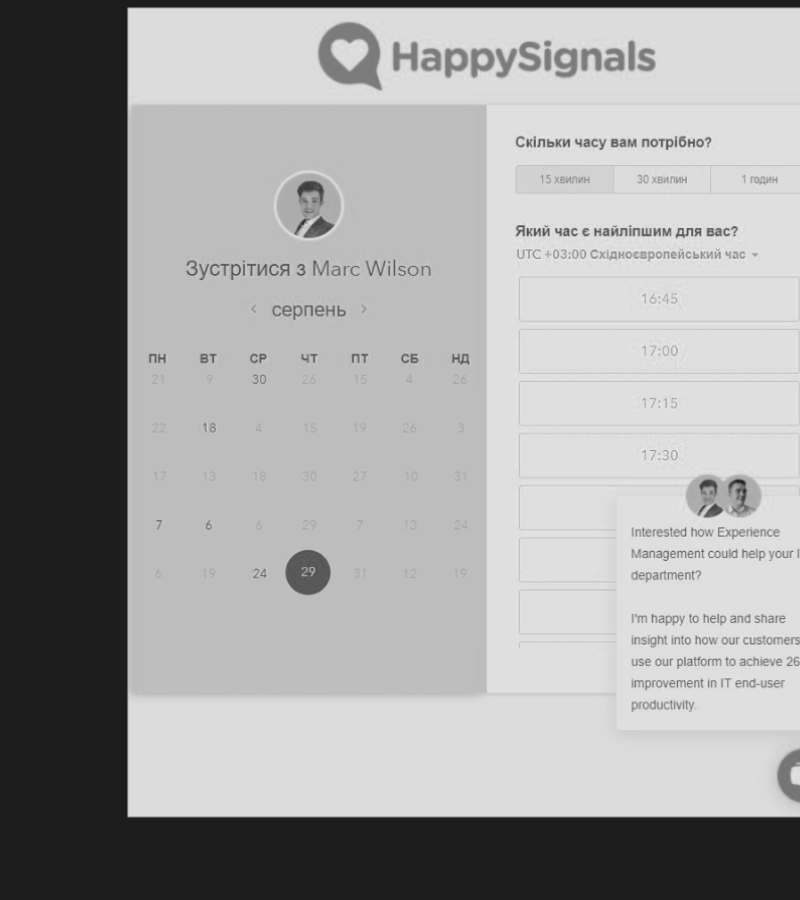 HappySignals
Зустрітися з Marc Wilson
серпень
ПН ВТ СР ЧТ ПТ СБ НД
21 9 30 26 15 4 26
22 18 4 15 19 26 3
17 13 18 30 27 10 31
7 6 6 29 7 13 24
6 19 24 29 31 12 19
Скільки часу вам потрібно?
15 хвилин 30 хвилин 1 годин
Який час є найліпшим для вас?
UTC +03:00 Східноєвропейський час
16:45
17:00
17:15
17:30
Interested how Experience
Management could help your I
department?
I'm happy to help and share
insight into how our customers
use our platform to achieve 26
improvement in IT end-user
productivity.